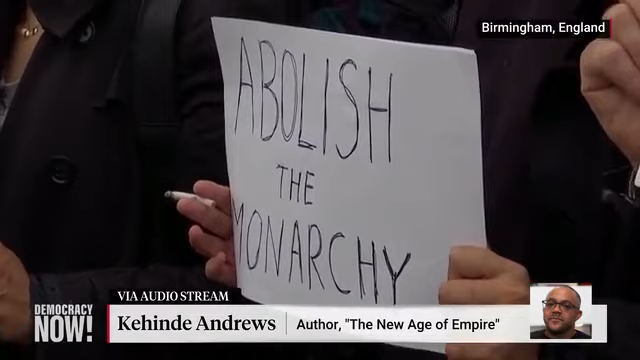 Birmingham, England
ABOLISH
THE
MONARCHY
VIA AUDIO STREAM
DEMOCRACY
NOW!
Kehinde Andrews
Author, "The New Age of Empire"